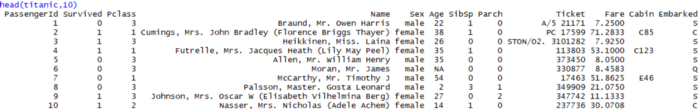 head(titanic,10)
PassengerId Survived Pclass Name Sex Age SibSp Parch Ticket Fare Cabin Embarked
1 0 3 Braund, Mr. Owen Harris male 22 1 0 A/5 21171 7.2500 S
2 1 1 Cumings, Mrs. John Bradley (Florence Briggs Thayer) female 38 1 0 PC 17599 71.2833 C85 C
3 1 3 Heikkinen, Miss. Laina female 26 0 0 STON/O2. 3101282 7.9250 S
4 1 1 Futrelle, Mrs. Jacques Heath (Lily May Peel) female 35 1 0 113803 53.1000 C123 S
5 0 3 Allen, Mr. William Henry male 35 0 0 373450 8.0500 S
6 0 3 Moran, Mr. James male NA 0 0 330877 8.4583 Q
7 0 1 McCarthy, Mr. Timothy J male 54 0 0 17463 51.8625 E46 S
8 0 3 Palsson, Master. Gosta Leonard male 2 3 1 349909 21.0750 S
9 1 3 Johnson, Mrs. Oscar W (Elisabeth Vilhelmina Berg) female 27 0 2 347742 11.1333 S
10 1 2 Nasser, Mrs. Nicholas (Adele Achem) female 14 1 0 237736 30.0708 C